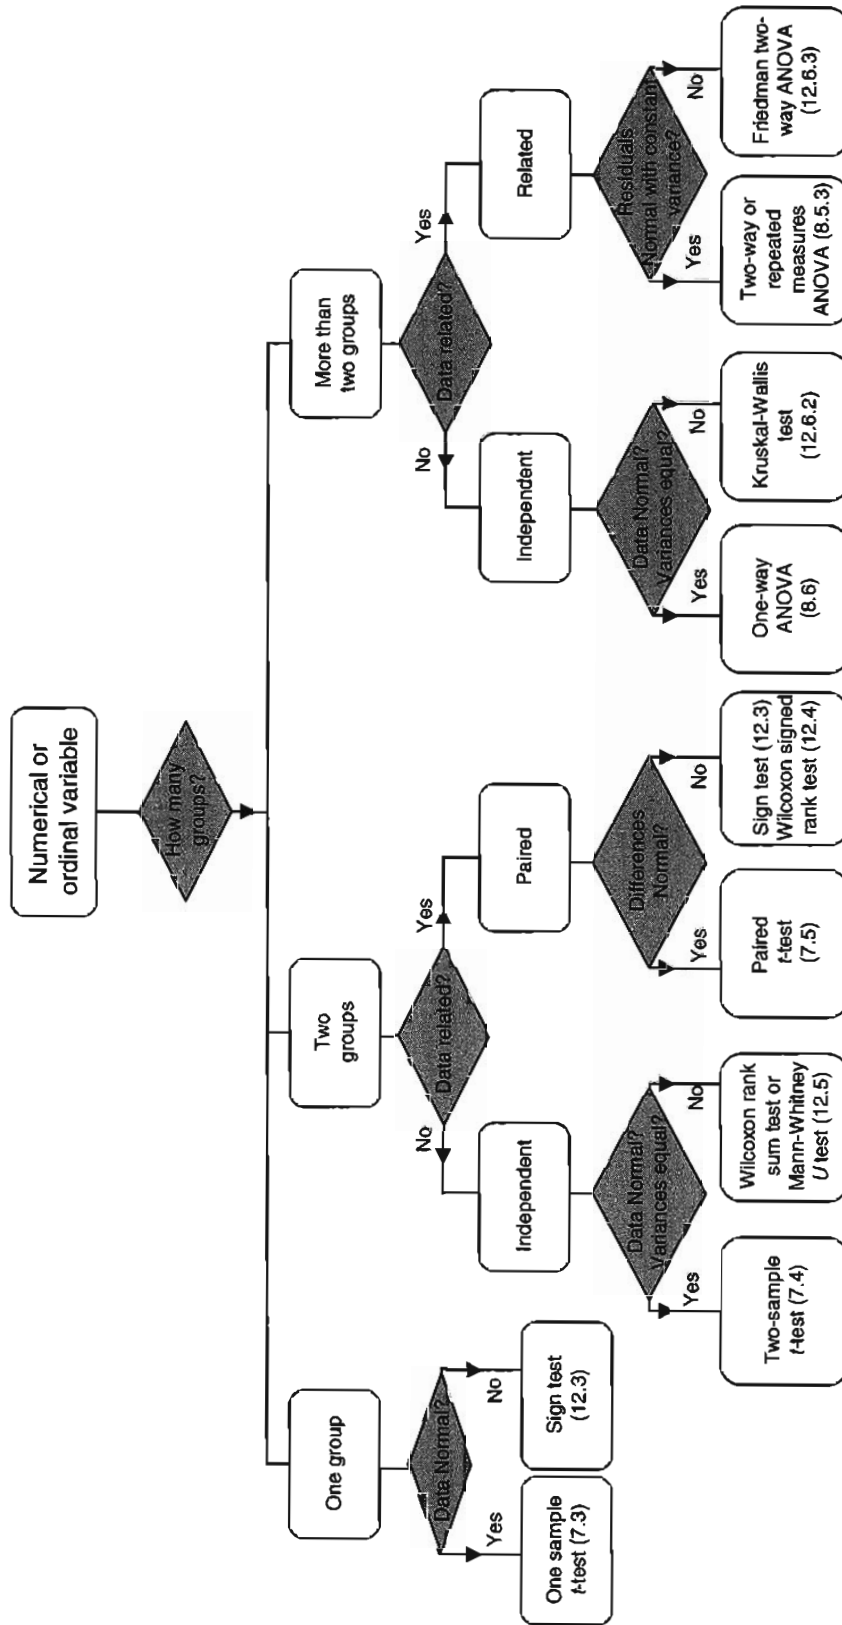 Numerical or
ordinal variable
How many
groups?
One group
Two
groups
More than
two groups
Data Normal?
Data related?
Data related?
Yes
No
No
Yes
No
Yes
One sample
t-test (7.3)
Sign test
(12.3)
Independent
Paired
Independent
Related
Data Normal?
Variances equal?
Differences
Normal?
Data Normal?
Variances equal?
Residuals
Normal with constant
variance?
Yes
No
Yes
No
Yes
No
Yes
No
Two-sample
t-test (7.4)
Wilcoxon rank
sum test or
Mann-Whitney
U test (12.5)
Paired
t-test
(7.5)
Sign test (12.3)
Wilcoxon signed
rank test (12.4)
One-way
ANOVA
(8.6)
Kruskal-Wallis
test
(12.6.2)
Two-way or
repeated
measures
ANOVA (8.5.3)
Friedman two-
way ANOVA
(12.6.3)